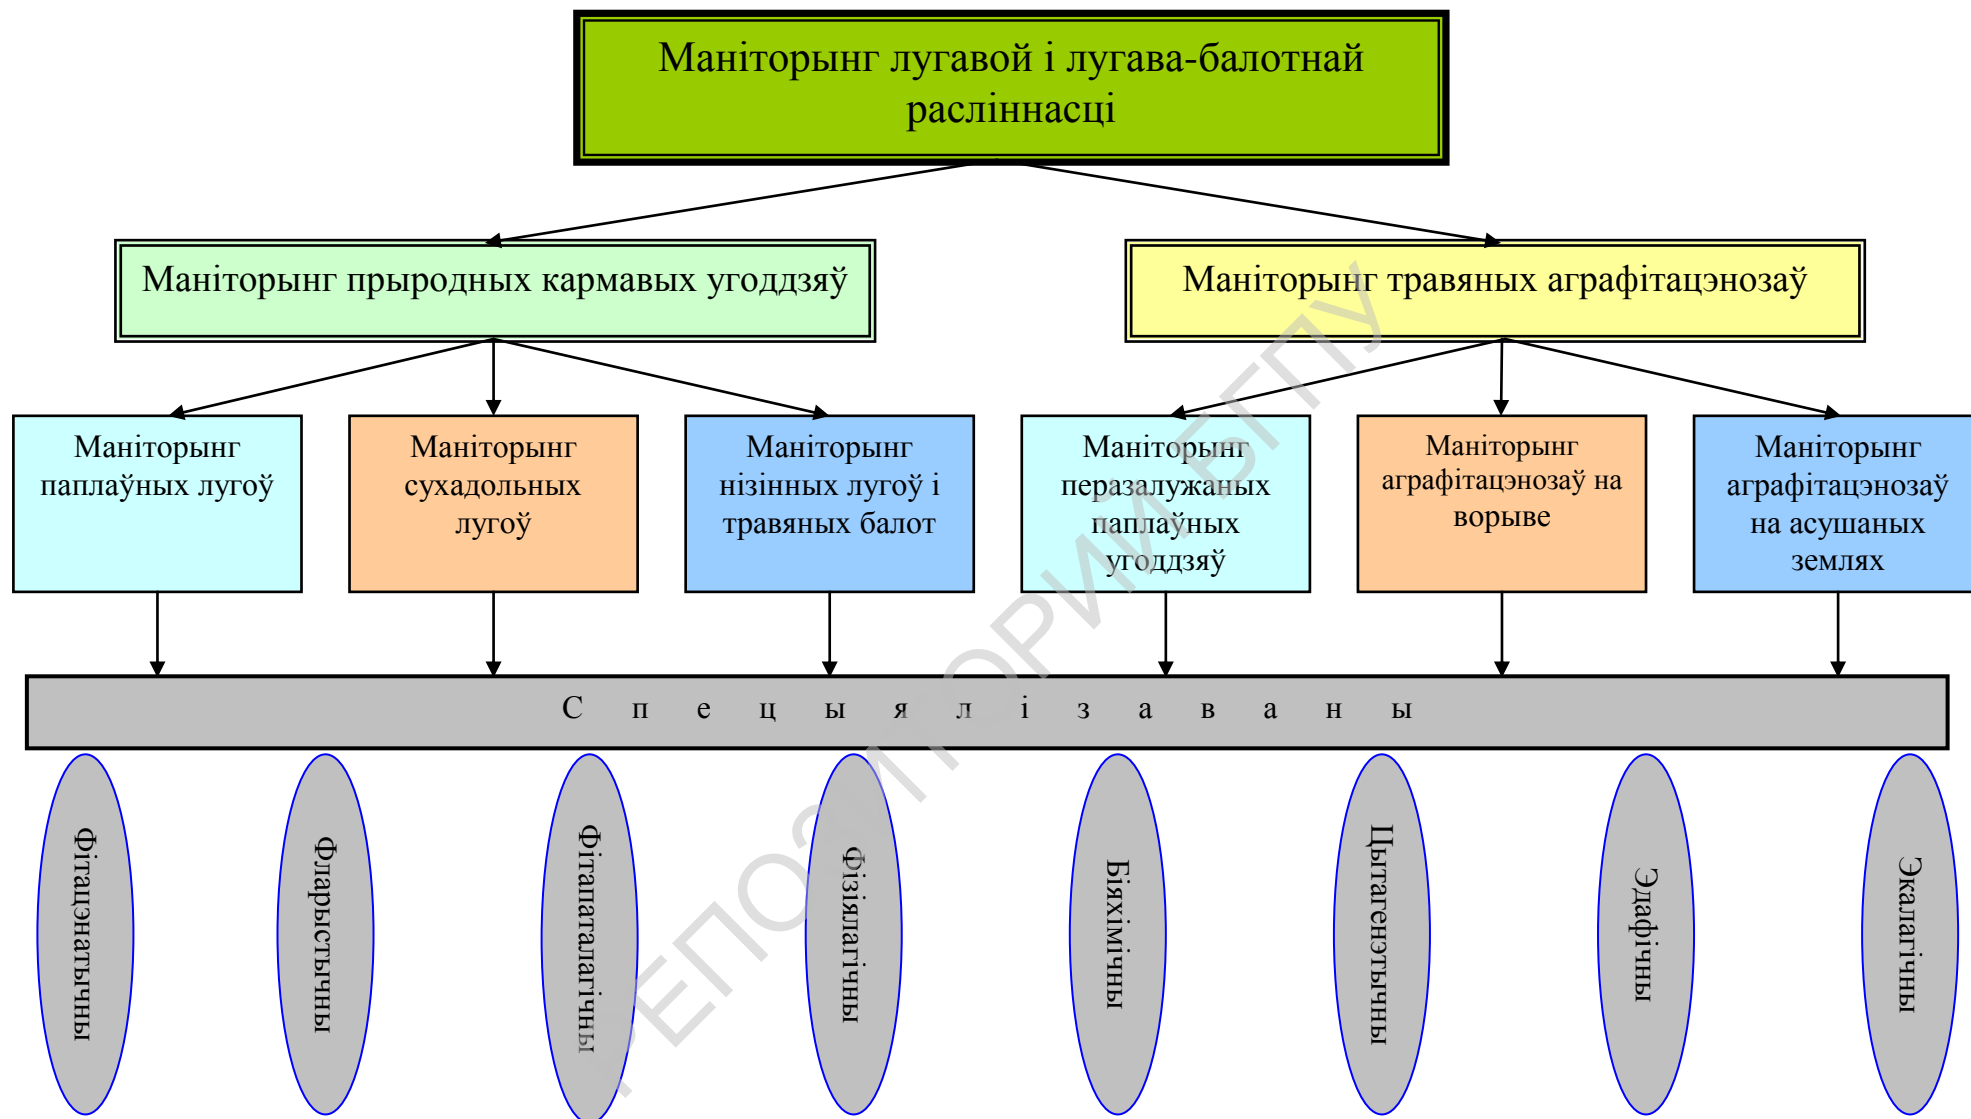 Маніторынг лугавой і лугава-балотнай
расліннасці
Маніторынг прыродных кармавых угоддзяў
Маніторынг травяных аграфітацэнозаў
Маніторынг
паплаўных лугоў
Маніторынг
сухадольных
лугоў
Маніторынг
нізінных лугоў і
травяных балот
Маніторынг
перазалужаных
паплаўных
угоддзяў
Маніторынг
аграфітацэнозаў на
ворыве
Маніторынг
аграфітацэнозаў
на асушаных
землях
С п е ц ы я л і з а в а н ы
Фітацэнатычны
Фларыстычны
Фітапаталагічны
Фізіялагічны
Біяхімічны
Цытагенэтычны
Эдафічны
Экалагічны
РЕПОЗИТОРИЙ БГПУ